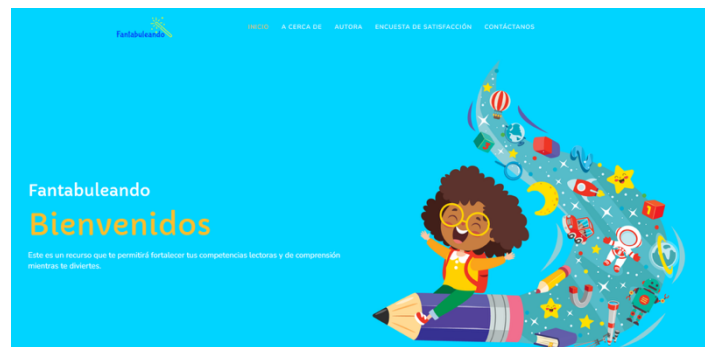 Fantabuleando
INICIO A CERCA DE AUTORA ENCUESTA DE SATISFACCIÓN CONTÁCTANOS
Fantabuleando
Bienvenidos
Este es un recurso que te permitirá fortalecer tus competencias lectoras y de comprensión
mientras te diviertes.